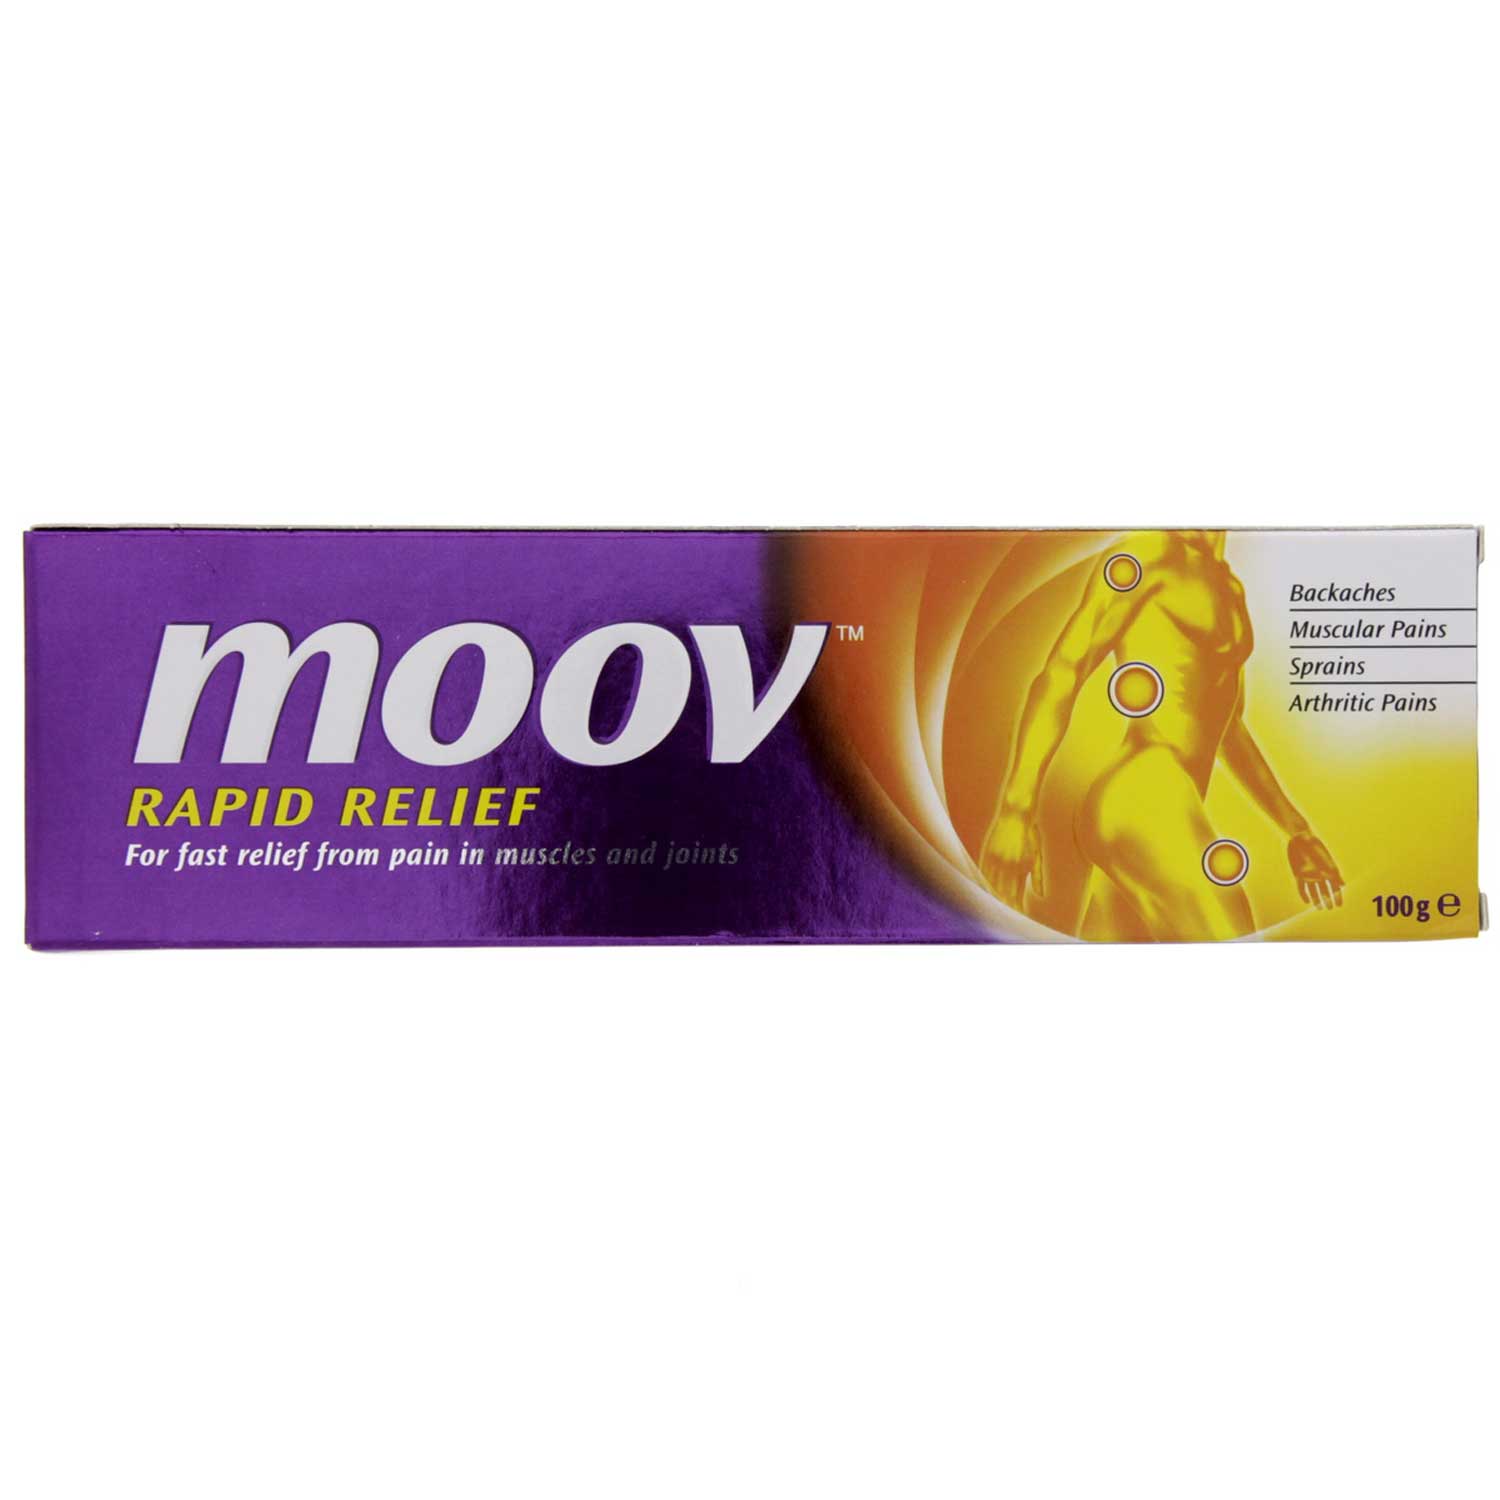 moov™
RAPID RELIEF
For fast relief from pain in muscles and joints
Backaches
Muscular Pains
Sprains
Arthritic Pains
100g ℮